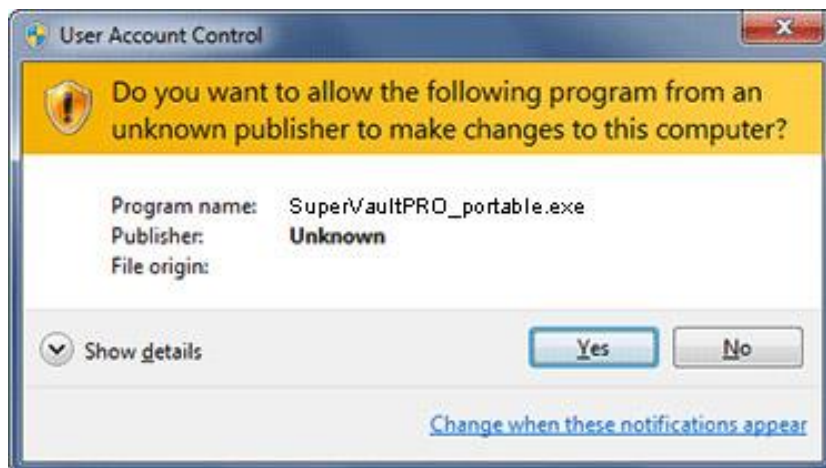 User Account Control
Do you want to allow the following program from an
unknown publisher to make changes to this computer?
Program name: SuperVaultPRO_portable.exe
Publisher: Unknown
File origin:
Show details
Yes
No
Change when these notifications appear